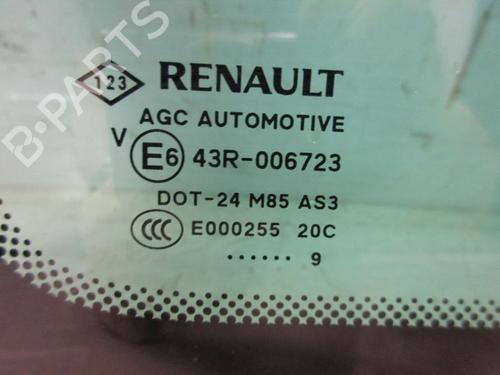 B-PARTS
123 RENAULT
AGC AUTOMOTIVE
V E6 43R-006723
DOT-24 M85 AS3
CCC E000255 20C
...... 9